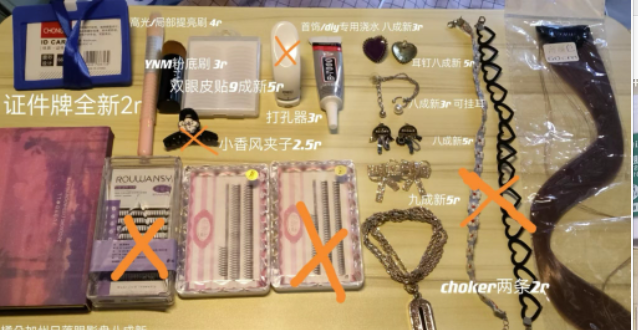 高光/局部提亮刷 4r
首饰/diy专用浇水 八成新3r
CHONG
ID CAR
YNM粉底刷 3r
双眼皮贴9成新5r
耳钉八成新 5r
证件牌全新2r
打孔器3r
八成新3r 可挂耳
小香风夹子2.5r
八成新5r
ROUWANSY
九成新5r
choker两条2r